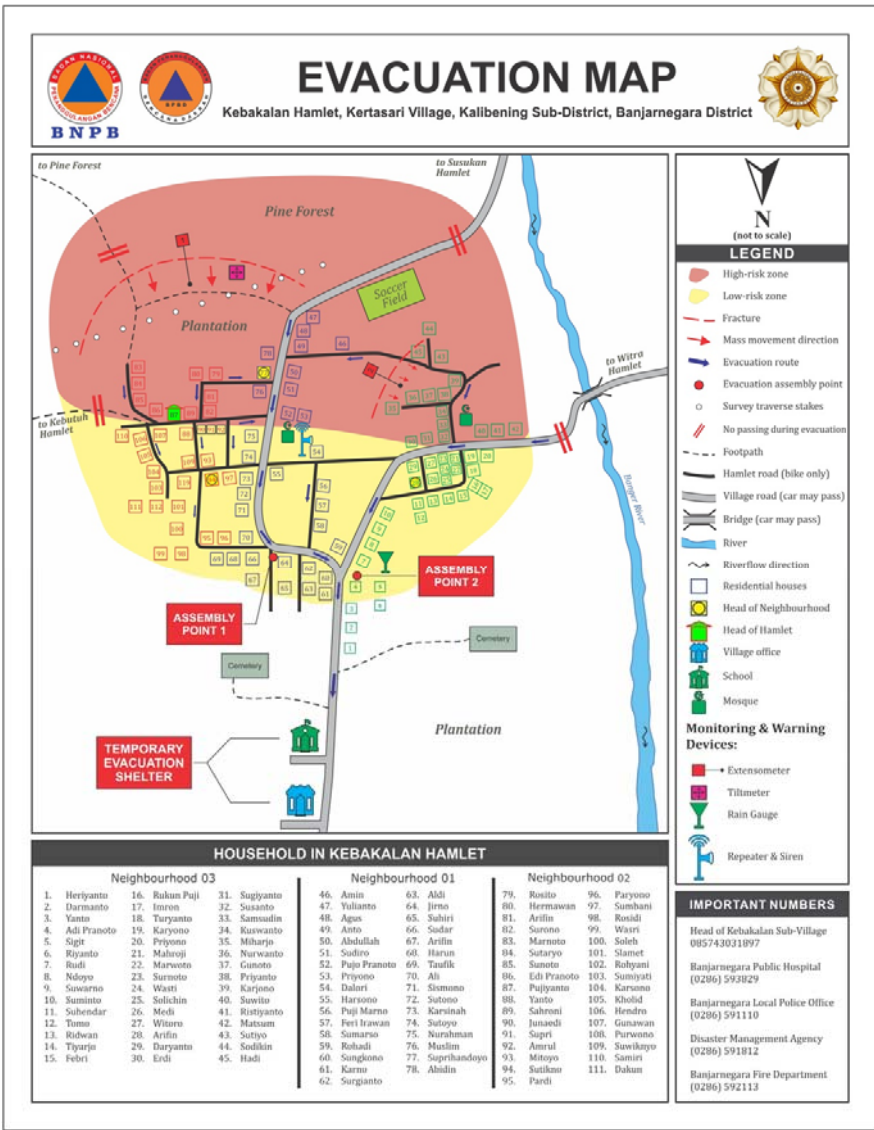 BADAN NASIONAL
PENANGGULANGAN BENCANA
BNPB
BPBD
EVACUATION MAP
Kebakalan Hamlet, Kertasari Village, Kalibening Sub-District, Banjarnegara District
to Pine Forest
to Susukan
Hamlet
Pine Forest
Soccer
Field
Plantation
to Witra
Hamlet
to Kebutuh
Hamlet
Banger River
ASSEMBLY
POINT 1
ASSEMBLY
POINT 2
Cemetery
Cemetery
Plantation
TEMPORARY
EVACUATION
SHELTER
N
(not to scale)
LEGEND
High-risk zone
Low-risk zone
Fracture
Mass movement direction
Evacuation route
Evacuation assembly point
Survey traverse stakes
No passing during evacuation
Footpath
Hamlet road (bike only)
Village road (car may pass)
Bridge (car may pass)
River
Riverflow direction
Residential houses
Head of Neighbourhood
Head of Hamlet
Village office
School
Mosque
Monitoring & Warning
Devices:
Extensometer
Tiltmeter
Rain Gauge
Repeater & Siren
HOUSEHOLD IN KEBAKALAN HAMLET
Neighbourhood 03
1. Heriyanto
2. Darmanto
3. Yanto
4. Adi Pranoto
5. Sigit
6. Riyanto
7. Rudi
8. Ndoyo
9. Suwarno
10. Suminto
11. Suhendar
12. Tomo
13. Ridwan
14. Tiyarjo
15. Febri
16. Rukun Puji
17. Imron
18. Turyanto
19. Karyono
20. Priyono
21. Mahroji
22. Marwoto
23. Surnoto
24. Wasti
25. Solichin
26. Medi
27. Witoro
28. Arifin
29. Daryanto
30. Erdi
31. Sugiyanto
32. Susanto
33. Samsudin
34. Kuswanto
35. Miharjo
36. Nurwanto
37. Gunoto
38. Priyanto
39. Karjono
40. Suwito
41. Ristiyanto
42. Matsum
43. Sutiyo
44. Sodikin
45. Hadi
Neighbourhood 01
46. Amin
47. Yulianto
48. Agus
49. Anto
50. Abdullah
51. Sudiro
52. Pujo Pranoto
53. Priyono
54. Dalori
55. Harsono
56. Puji Marno
57. Feri Irawan
58. Sumarso
59. Rohadi
60. Sungkono
61. Karno
62. Surgianto
63. Aldi
64. Jirno
65. Suhiri
66. Sudar
67. Arifin
68. Harun
69. Taufik
70. Ali
71. Sismono
72. Sutono
73. Karsinah
74. Sutoyo
75. Nurahman
76. Muslim
77. Suprihandoyo
78. Abidin
Neighbourhood 02
79. Rosito
80. Hermawan
81. Arifin
82. Surono
83. Marnoto
84. Sutaryo
85. Sunoto
86. Edi Pranoto
87. Pujiyanto
88. Yanto
89. Sahroni
90. Junaedi
91. Supri
92. Amrul
93. Mitoyo
94. Sutikno
95. Pardi
96. Paryono
97. Sumbani
98. Rosidi
99. Wasri
100. Soleh
101. Slamet
102. Rohyani
103. Sumiyati
104. Karsono
105. Kholid
106. Hendro
107. Gunawan
108. Purwono
109. Suwiknyo
110. Samiri
111. Dakun
IMPORTANT NUMBERS
Head of Kebakalan Sub-Village
085743031897
Banjarnegara Public Hospital
(0286) 593829
Banjarnegara Local Police Office
(0286) 591110
Disaster Management Agency
(0286) 591812
Banjarnegara Fire Department
(0286) 592113